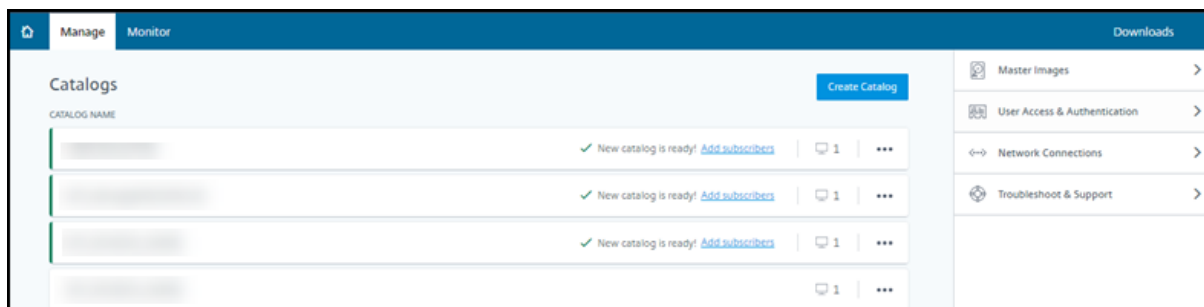 Manage Monitor Downloads
Catalogs Create Catalog
CATALOG NAME
New catalog is ready! Add subscribers 1
New catalog is ready! Add subscribers 1
New catalog is ready! Add subscribers 1
1
Master Images
User Access & Authentication
Network Connections
Troubleshoot & Support